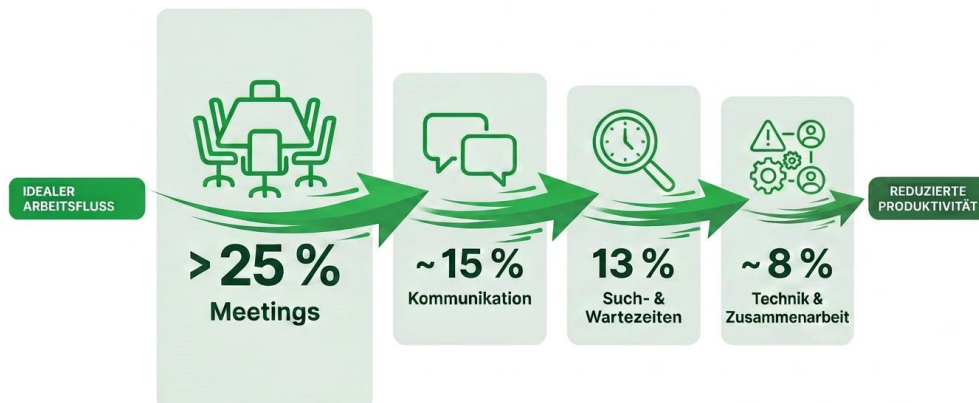 IDEALER
ARBEITSFLUSS
>25 %
Meetings
~15 %
Kommunikation
13 %
Such- &
Wartezeiten
~8 %
Technik &
Zusammenarbeit
REDUZIERTE
PRODUKTIVITÄT